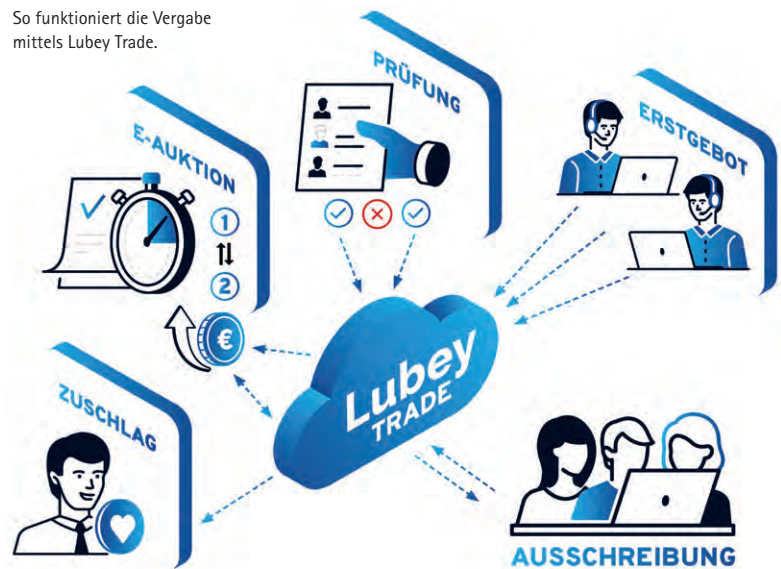 So funktioniert die Vergabe
mittels Lubey Trade.
PRÜFUNG
E-AUKTION
ERSTGEBOT
1
2
€
Lubey
TRADE
ZUSCHLAG
AUSSCHREIBUNG